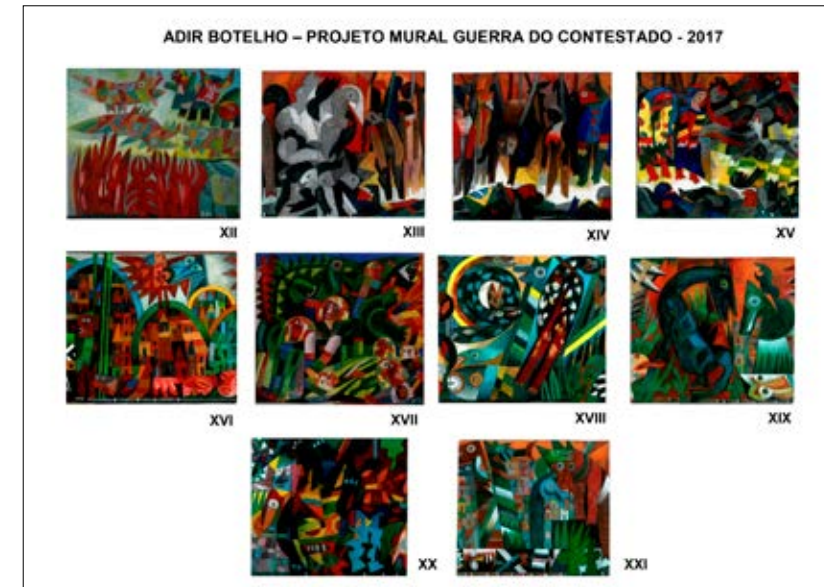 ADIR BOTELHO – PROJETO MURAL GUERRA DO CONTESTADO - 2017
XII XIII XIV XV
XVI XVII XVIII XIX
XX XXI